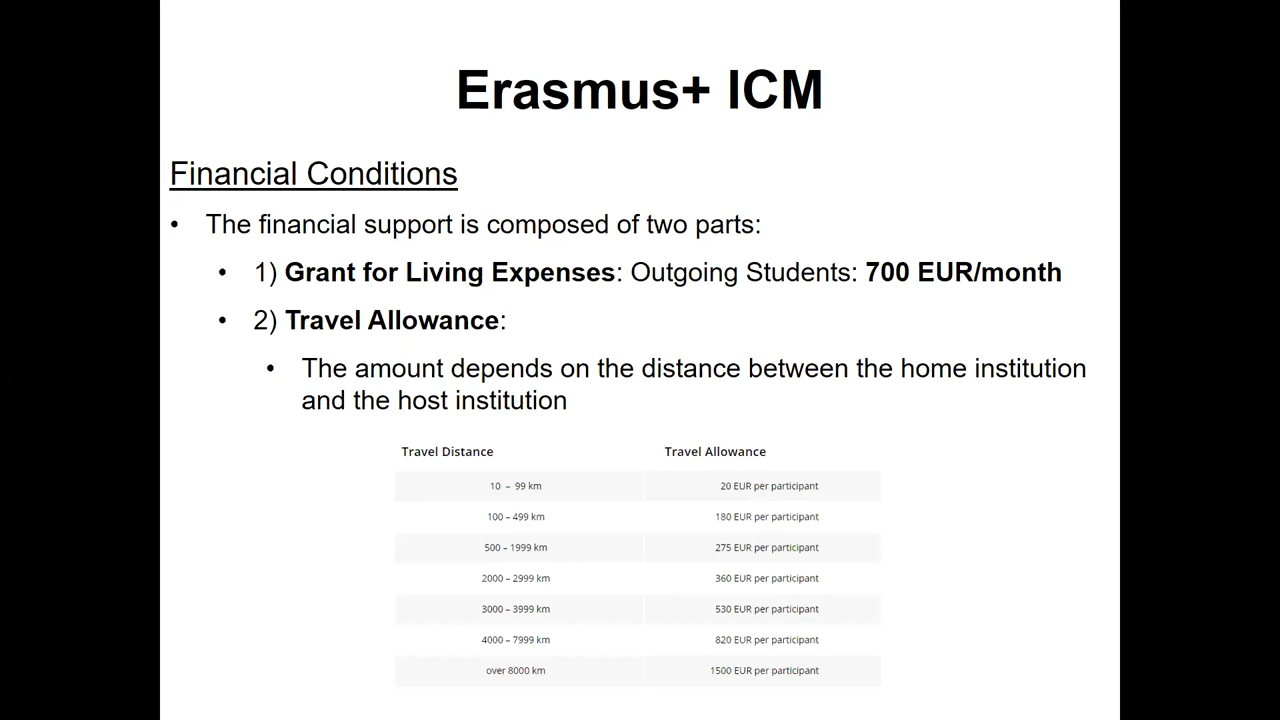 Erasmus+ ICM
Financial Conditions
• The financial support is composed of two parts:
• 1) Grant for Living Expenses: Outgoing Students: 700 EUR/month
• 2) Travel Allowance:
• The amount depends on the distance between the home institution
and the host institution
Travel Distance Travel Allowance
10 – 99 km 20 EUR per participant
100 – 499 km 180 EUR per participant
500 – 1999 km 275 EUR per participant
2000 – 2999 km 360 EUR per participant
3000 – 3999 km 530 EUR per participant
4000 – 7999 km 820 EUR per participant
over 8000 km 1500 EUR per participant